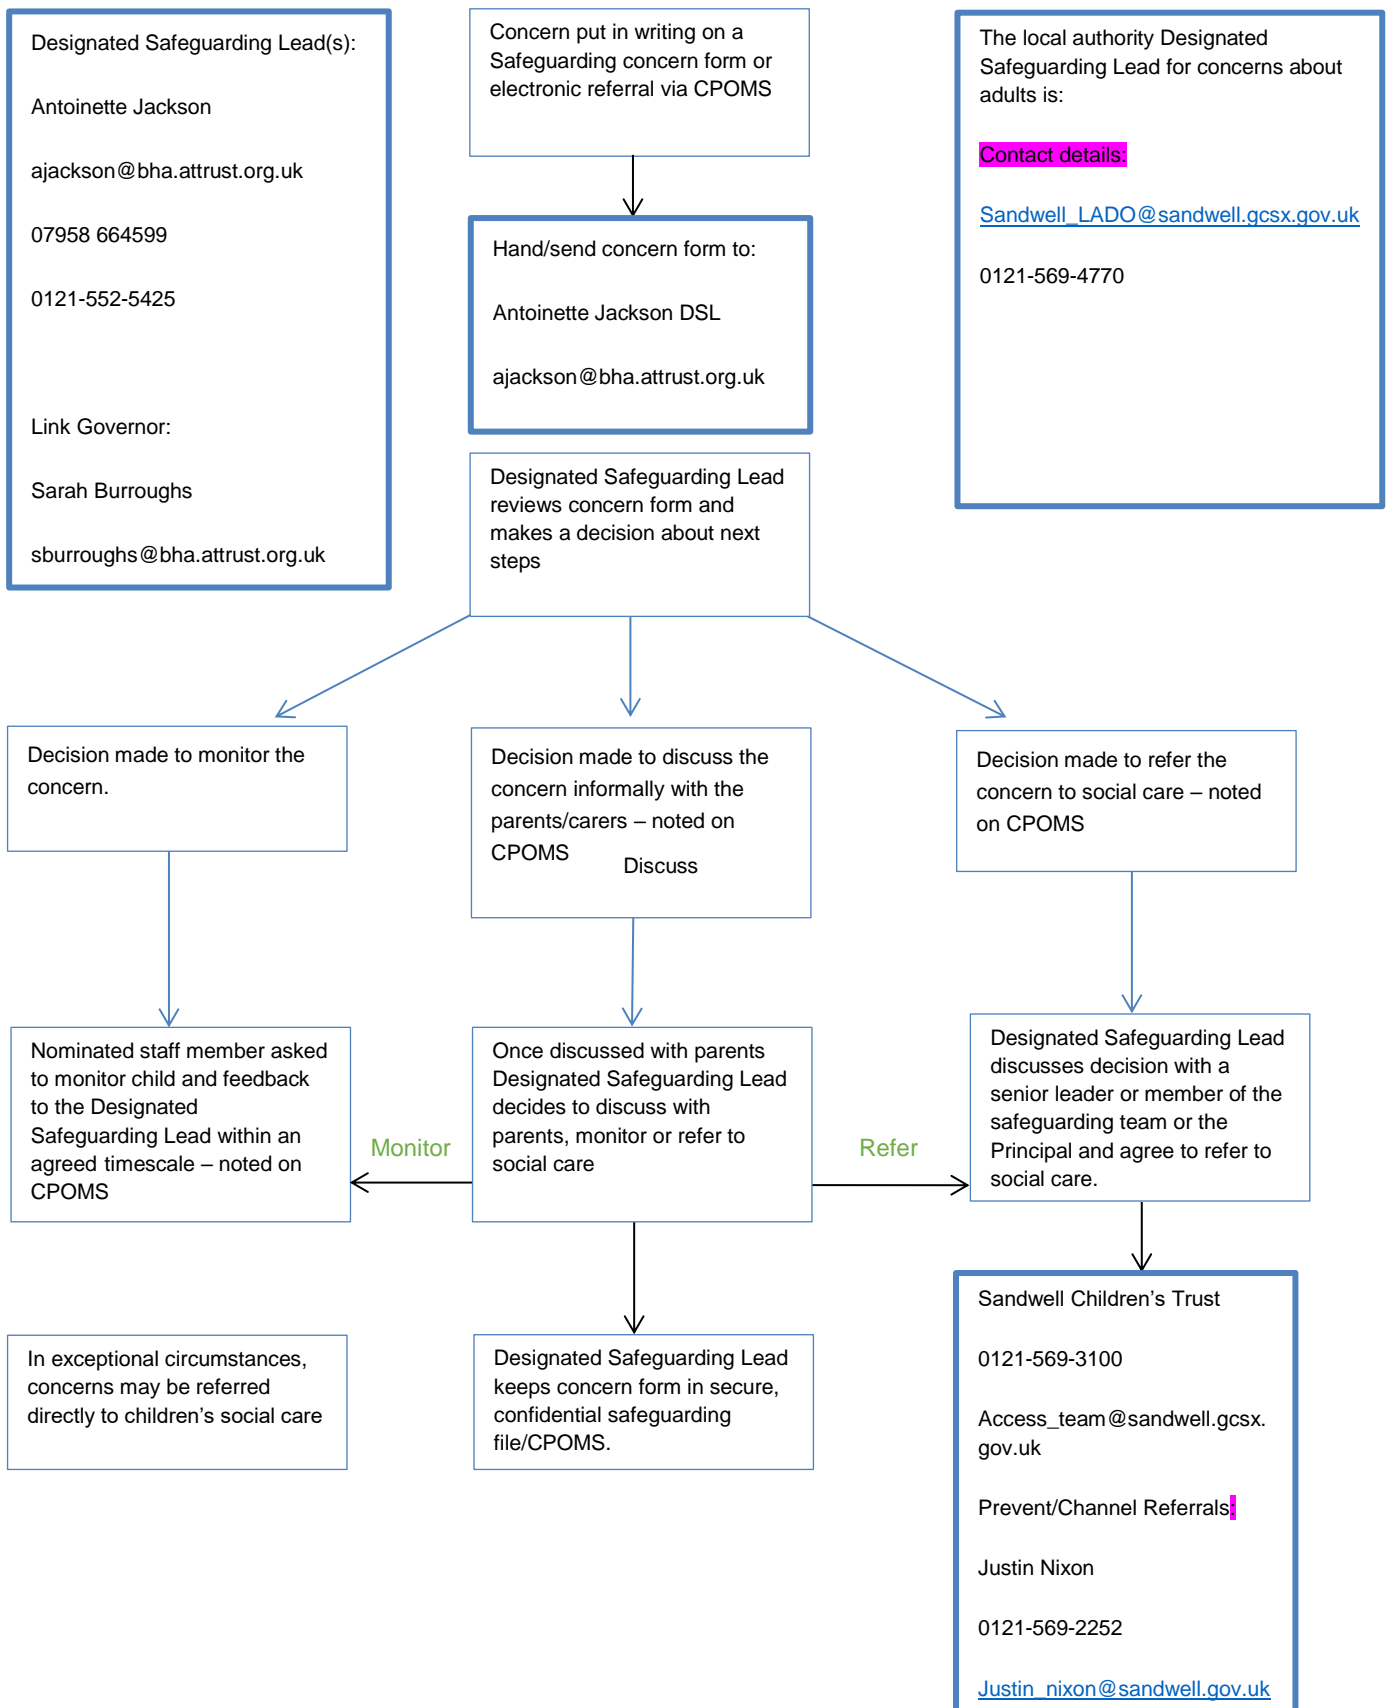 Designated Safeguarding Lead(s):
Antoinette Jackson
ajackson@bha.attrust.org.uk
07958 664599
0121-552-5425
Link Governor:
Sarah Burroughs
sburroughs@bha.attrust.org.uk
Concern put in writing on a
Safeguarding concern form or
electronic referral via CPOMS
Hand/send concern form to:
Antoinette Jackson DSL
ajackson@bha.attrust.org.uk
The local authority Designated
Safeguarding Lead for concerns about
adults is:
Contact details:
Sandwell_LADO@sandwell.gcsx.gov.uk
0121-569-4770
Designated Safeguarding Lead
reviews concern form and
makes a decision about next
steps
Decision made to monitor the
concern.
Decision made to discuss the
concern informally with the
parents/carers – noted on
CPOMS
Discuss
Decision made to refer the
concern to social care – noted
on CPOMS
Nominated staff member asked
to monitor child and feedback
to the Designated
Safeguarding Lead within an
agreed timescale – noted on
CPOMS
Monitor
Once discussed with parents
Designated Safeguarding Lead
decides to discuss with
parents, monitor or refer to
social care
Refer
Designated Safeguarding Lead
discusses decision with a
senior leader or member of the
safeguarding team or the
Principal and agree to refer to
social care.
In exceptional circumstances,
concerns may be referred
directly to children's social care
Designated Safeguarding Lead
keeps concern form in secure,
confidential safeguarding
file/CPOMS.
Sandwell Children's Trust
0121-569-3100
Access_team@sandwell.gcsx.
gov.uk
Prevent/Channel Referrals:
Justin Nixon
0121-569-2252
Justin_nixon@sandwell.gov.uk